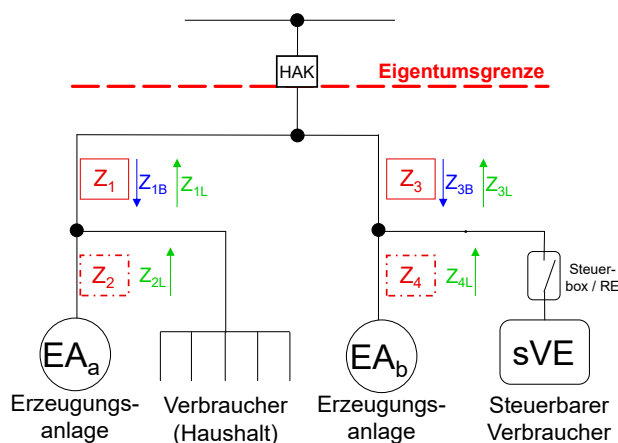 HAK
Eigentumsgrenze
Z1 Z1B Z1L
Z3 Z3B Z3L
Z2 Z2L
Z4 Z4L
Steuer-
box / RE
EAa
EAb
sVE
Erzeugungs-
anlage
Verbraucher
(Haushalt)
Erzeugungs-
anlage
Steuerbarer
Verbraucher